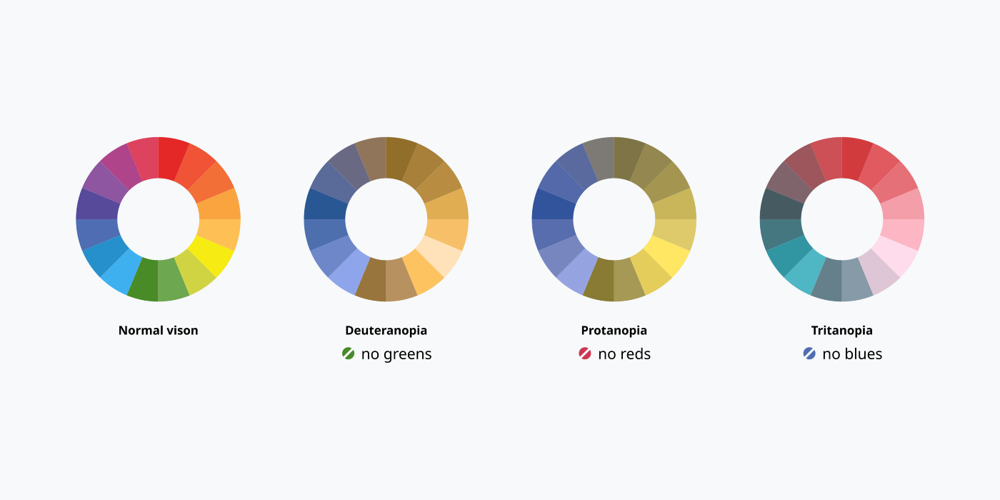 Normal vison
Deuteranopia
no greens
Protanopia
no reds
Tritanopia
no blues